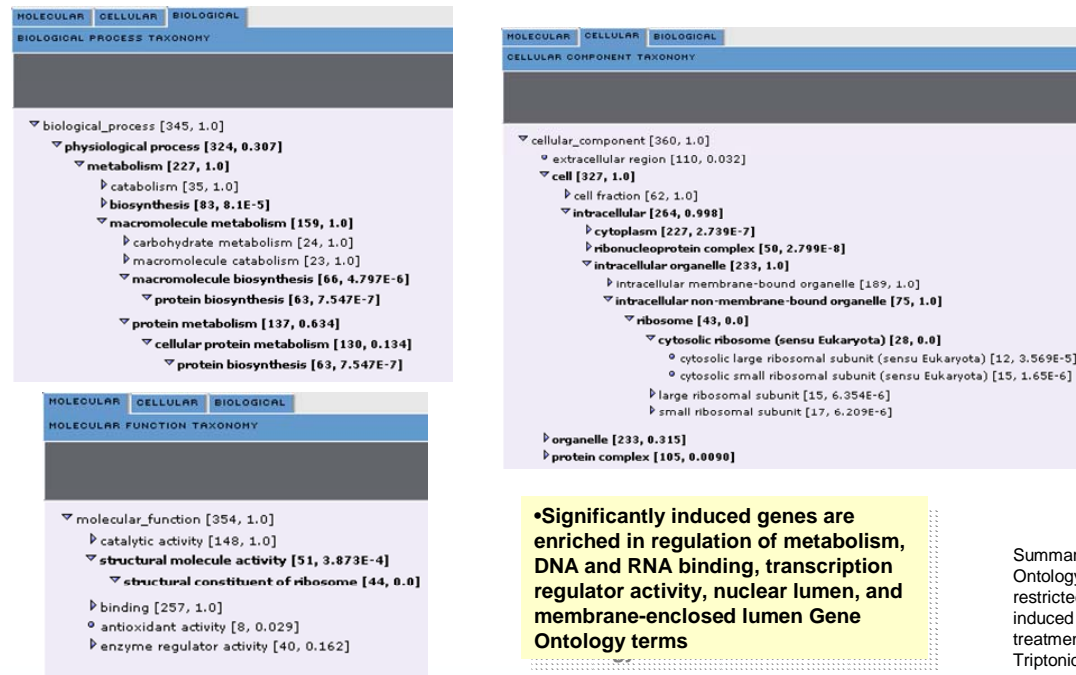 MOLECULAR CELLULAR BIOLOGICAL
BIOLOGICAL PROCESS TAXONOMY
biological_process [345, 1.0]
physiological process [324, 0.307]
metabolism [227, 1.0]
catabolism [35, 1.0]
biosynthesis [83, 8.1E-5]
macromolecule metabolism [159, 1.0]
carbohydrate metabolism [24, 1.0]
macromolecule catabolism [23, 1.0]
macromolecule biosynthesis [66, 4.797E-6]
protein biosynthesis [63, 7.547E-7]
protein metabolism [137, 0.634]
cellular protein metabolism [130, 0.134]
protein biosynthesis [63, 7.547E-7]
MOLECULAR CELLULAR BIOLOGICAL
MOLECULAR FUNCTION TAXONOMY
molecular_function [354, 1.0]
catalytic activity [148, 1.0]
structural molecule activity [51, 3.873E-4]
structural constituent of ribosome [44, 0.0]
binding [257, 1.0]
antioxidant activity [8, 0.029]
enzyme regulator activity [40, 0.162]
MOLECULAR CELLULAR BIOLOGICAL
CELLULAR COMPONENT TAXONOMY
cellular_component [360, 1.0]
extracellular region [110, 0.032]
cell [327, 1.0]
cell fraction [62, 1.0]
intracellular [264, 0.998]
cytoplasm [227, 2.739E-7]
ribonucleoprotein complex [50, 2.799E-8]
intracellular organelle [233, 1.0]
intracellular membrane-bound organelle [189, 1.0]
intracellular non-membrane-bound organelle [75, 1.0]
ribosome [43, 0.0]
cytosolic ribosome (sensu Eukaryota) [28, 0.0]
cytosolic large ribosomal subunit (sensu Eukaryota) [12, 3.569E-5]
cytosolic small ribosomal subunit (sensu Eukaryota) [15, 1.65E-6]
large ribosomal subunit [15, 6.354E-6]
small ribosomal subunit [17, 6.209E-6]
organelle [233, 0.315]
protein complex [105, 0.0090]
•Significantly induced genes are
enriched in regulation of metabolism,
DNA and RNA binding, transcription
regulator activity, nuclear lumen, and
membrane-enclosed lumen Gene
Ontology terms
Ontology
restricted
induced
treatment